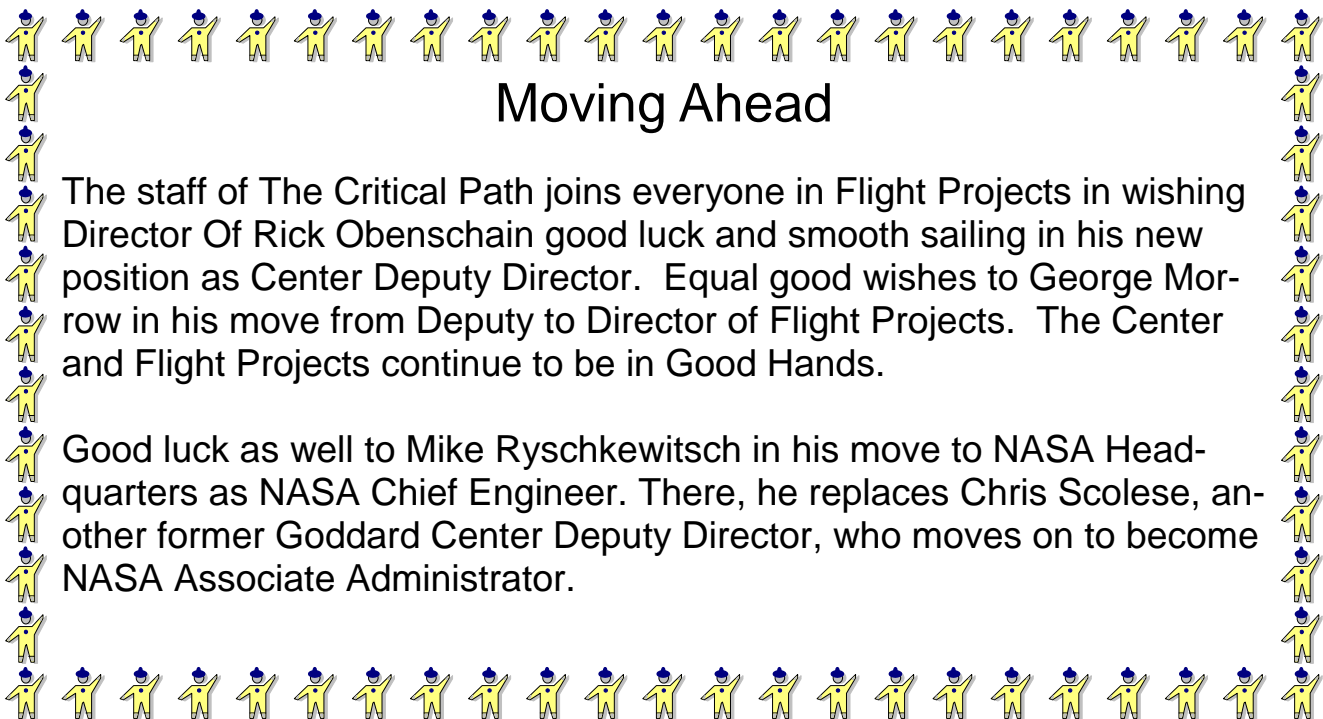 Moving Ahead
The staff of The Critical Path joins everyone in Flight Projects in wishing
Director Of Rick Obenschain good luck and smooth sailing in his new
position as Center Deputy Director.  Equal good wishes to George Mor-
row in his move from Deputy to Director of Flight Projects.  The Center
and Flight Projects continue to be in Good Hands.
Good luck as well to Mike Ryschkewitsch in his move to NASA Head-
quarters as NASA Chief Engineer. There, he replaces Chris Scolese, an-
other former Goddard Center Deputy Director, who moves on to become
NASA Associate Administrator.